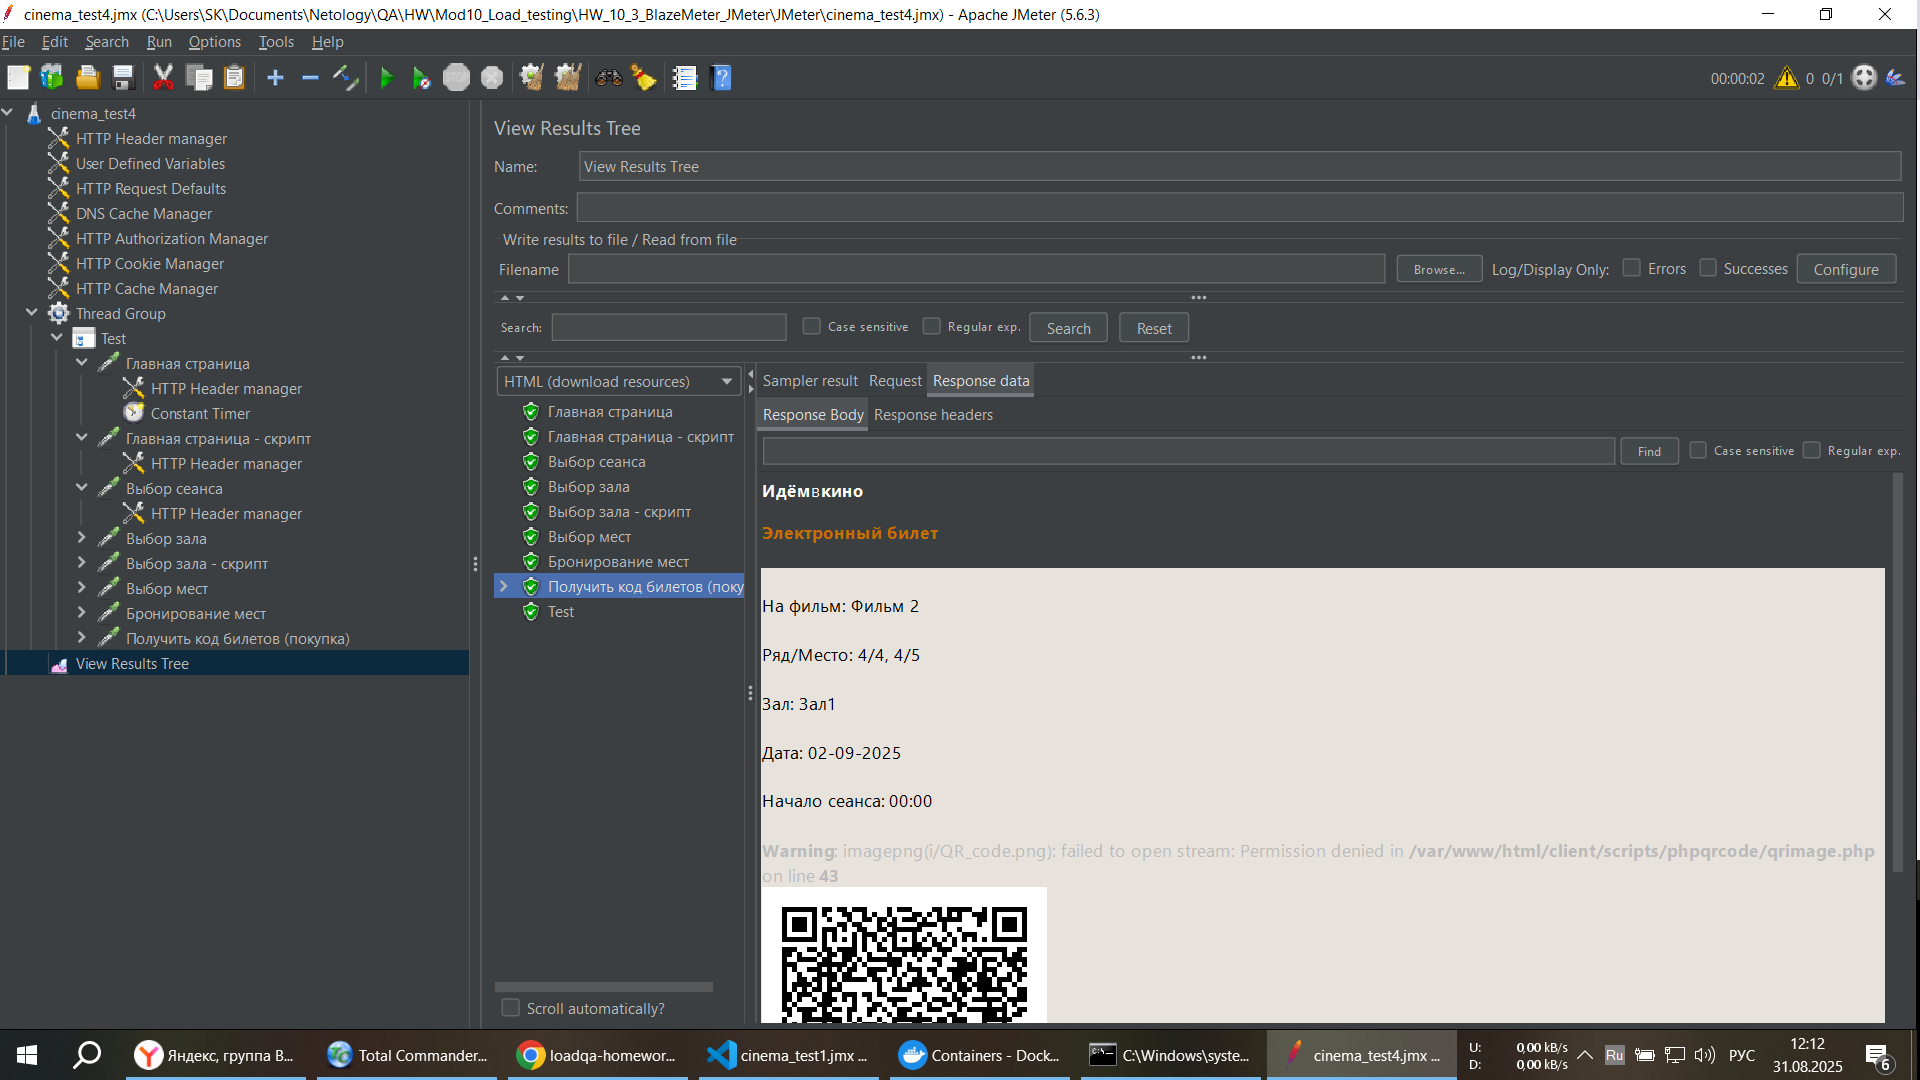 cinema_test4.jmx (C:\Users\SK\Documents\Netology\QA\HW\Mod10_Load_testing\HW_10_3_BlazeMeter_JMeter\JMeter\cinema_test4.jmx) - Apache JMeter (5.6.3)
File Edit Search Run Options Tools Help
STOP
00:00:02 0 0/1
cinema_test4
HTTP Header manager
User Defined Variables
HTTP Request Defaults
DNS Cache Manager
HTTP Authorization Manager
HTTP Cookie Manager
HTTP Cache Manager
Thread Group
Test
Главная страница
HTTP Header manager
Constant Timer
Главная страница - скрипт
HTTP Header manager
Выбор сеанса
HTTP Header manager
Выбор зала
Выбор зала - скрипт
Выбор мест
Бронирование мест
Получить код билетов (покупка)
View Results Tree
View Results Tree
Name: View Results Tree
Comments:
Write results to file / Read from file
Filename Browse... Log/Display Only: Errors Successes Configure
Search: Case sensitive Regular exp. Search Reset
HTML (download resources)
Главная страница
Главная страница - скрипт
Выбор сеанса
Выбор зала
Выбор зала - скрипт
Выбор мест
Бронирование мест
Получить код билетов (поку
Test
Scroll automatically?
Sampler result Request Response data
Response Body Response headers
Find Case sensitive Regular exp.
Идёмвкино
Электронный билет
На фильм: Фильм 2
Ряд/Место: 4/4, 4/5
Зал: Зал1
Дата: 02-09-2025
Начало сеанса: 00:00
Warning: imagepng(i/QR_code.png): failed to open stream: Permission denied in /var/www/html/client/scripts/phpqrcode/qrimage.php
on line 43
Яндекс, группа В...
Total Commander...
loadqa-homewor...
cinema_test1.jmx ...
Containers - Dock...
C:\Windows\syste...
cinema_test4.jmx ...
U: 0,00 kB/s
D: 0,00 kB/s
Ru
РУС
12:12
31.08.2025
6